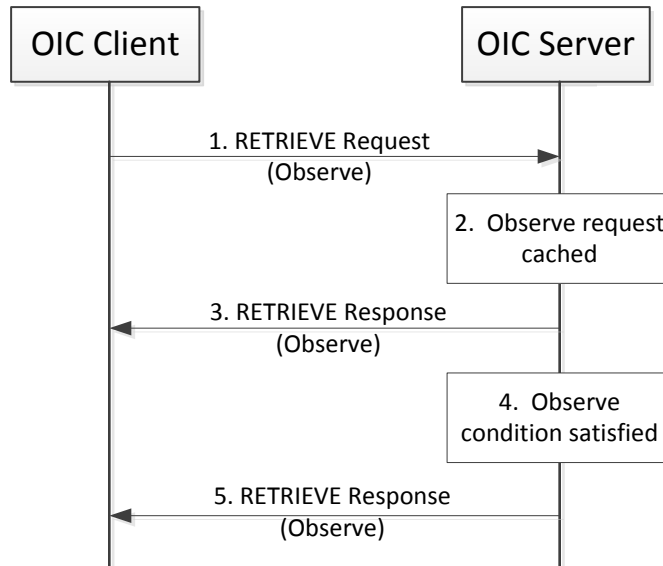 OIC Client
OIC Server
1. RETRIEVE Request
(Observe)
2. Observe request
cached
3. RETRIEVE Response
(Observe)
4. Observe
condition satisfied
5. RETRIEVE Response
(Observe)